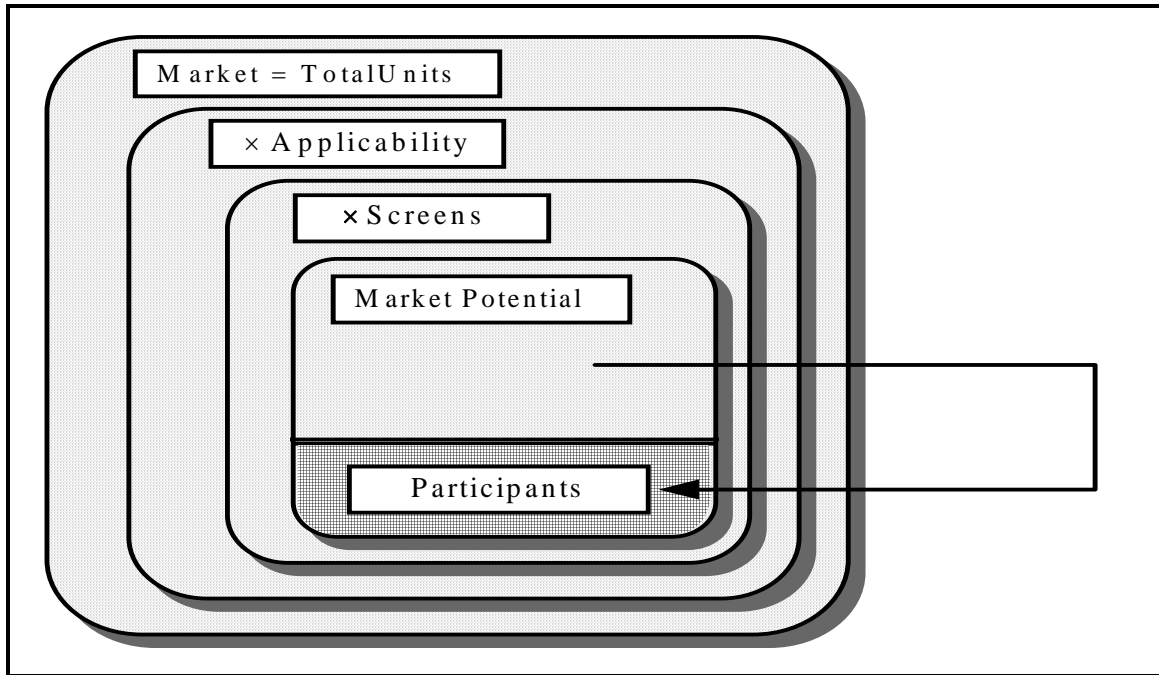 Market = TotalUnits
× Applicability
× Screens
Market Potential
Participants